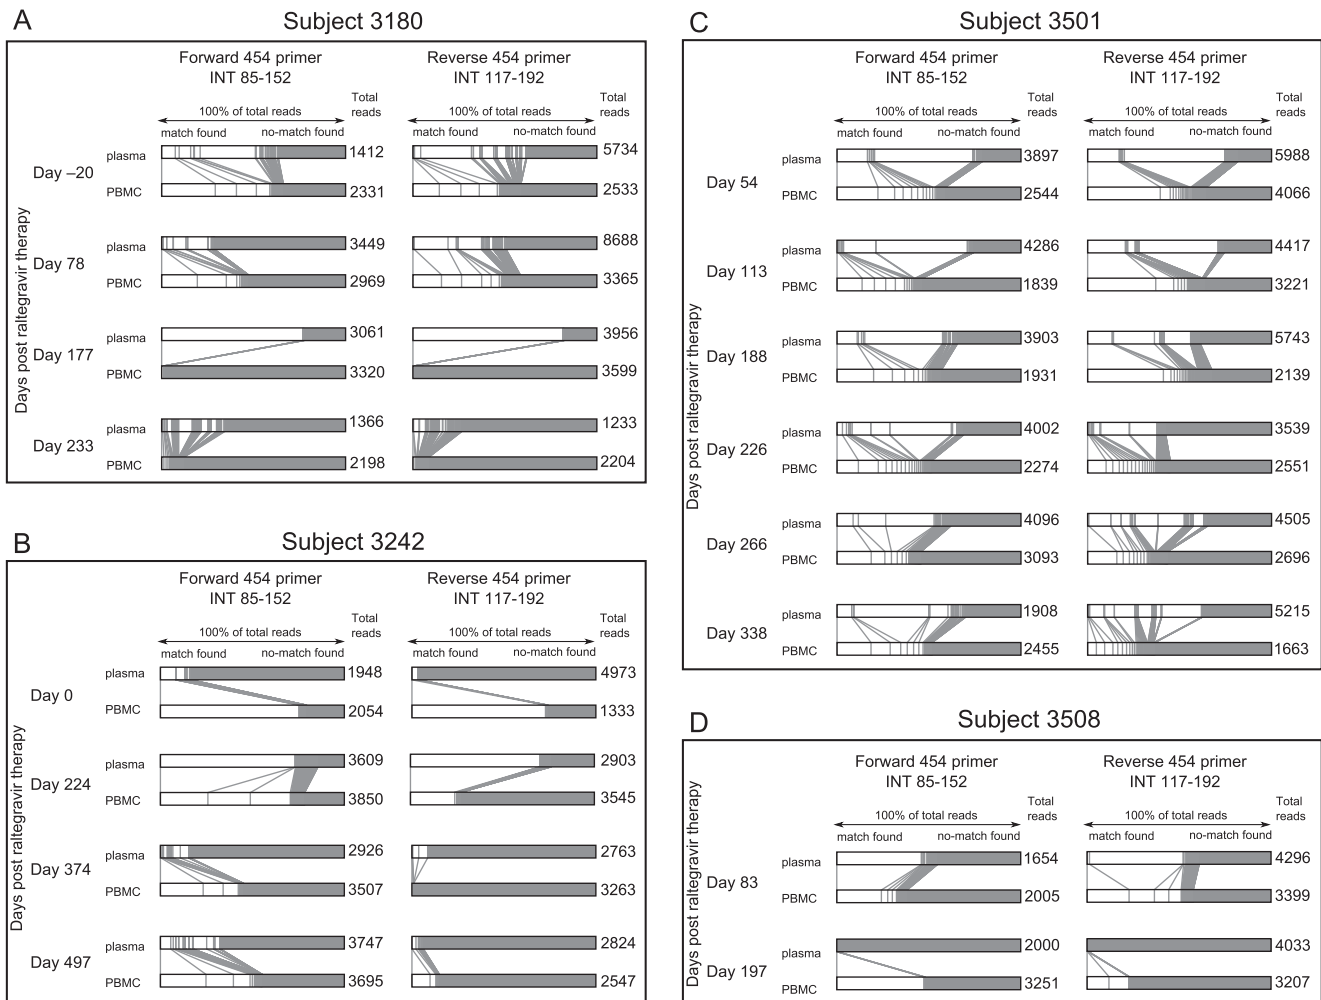 A Subject 3180
Forward 454 primer
INT 85-152
Reverse 454 primer
INT 117-192
100% of total reads
Total
reads
100% of total reads
Total
reads
match found no-match found
match found no-match found
Days post raltegravir therapy
Day –20
plasma 1412 5734
PBMC 2331 2533
Day 78
plasma 3449 8688
PBMC 2969 3365
Day 177
plasma 3061 3956
PBMC 3320 3599
Day 233
plasma 1366 1233
PBMC 2198 2204
B Subject 3242
Forward 454 primer
INT 85-152
Reverse 454 primer
INT 117-192
100% of total reads
Total
reads
100% of total reads
Total
reads
match found no-match found
match found no-match found
Days post raltegravir therapy
Day 0
plasma 1948 4973
PBMC 2054 1333
Day 224
plasma 3609 2903
PBMC 3850 3545
Day 374
plasma 2926 2763
PBMC 3507 3263
Day 497
plasma 3747 2824
PBMC 3695 2547
C Subject 3501
Forward 454 primer
INT 85-152
Reverse 454 primer
INT 117-192
100% of total reads
Total
reads
100% of total reads
Total
reads
match found no-match found
match found no-match found
Days post raltegravir therapy
Day 54
plasma 3897 5988
PBMC 2544 4066
Day 113
plasma 4286 4417
PBMC 1839 3221
Day 188
plasma 3903 5743
PBMC 1931 2139
Day 226
plasma 4002 3539
PBMC 2274 2551
Day 266
plasma 4096 4505
PBMC 3093 2696
Day 338
plasma 1908 5215
PBMC 2455 1663
D Subject 3508
Forward 454 primer
INT 85-152
Reverse 454 primer
INT 117-192
100% of total reads
Total
reads
100% of total reads
Total
reads
match found no-match found
match found no-match found
Days post raltegravir therapy
Day 83
plasma 1654 4296
PBMC 2005 3399
Day 197
plasma 2000 4033
PBMC 3251 3207